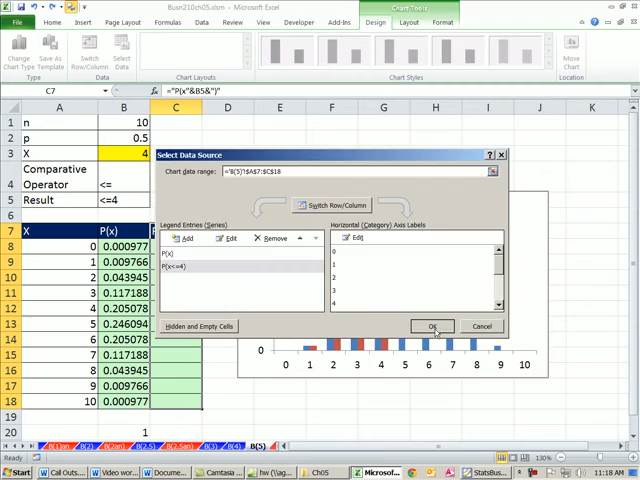 Busn210ch05.xlsm - Microsoft Excel
Chart Tools
File Home Insert Page Layout Formulas Data Review View Developer Add-Ins Design Layout Format
Change Chart Type
Save As Template
Switch Row/Column
Select Data
Move Chart
Type Data Chart Layouts Chart Styles Location
C7 ="P(x"&B5&")"
A B C D E F G H I J K
1 n 10
2 p 0.5
3 X 4
4 Comparative Operator <=
5 Result <=4
6
7 X P(x)
8 0 0.000977
9 1 0.009766
10 2 0.043945
11 3 0.117188
12 4 0.205078
13 5 0.246094
14 6 0.205078
15 7 0.117188
16 8 0.043945
17 9 0.009766
18 10 0.000977
19
20 1
Select Data Source
Chart data range: ='B(5)'!$A$7:$C$18
Switch Row/Column
Legend Entries (Series)
Add Edit Remove
P(x)
P(x<=4)
Horizontal (Category) Axis Labels
Edit
0
1
2
3
4
Hidden and Empty Cells
OK Cancel
0
0 1 2 3 4 5 6 7 8 9 10
B(1)an B(2) B(2an) B(2.5) B(2.5an) B(3) B(4) B(5)
Ready 130%
Start Call Outs... Video wor... Documen... Camtasia ... hw (\\ag... Ch05 Microsof... StatsBus... 11:18 AM